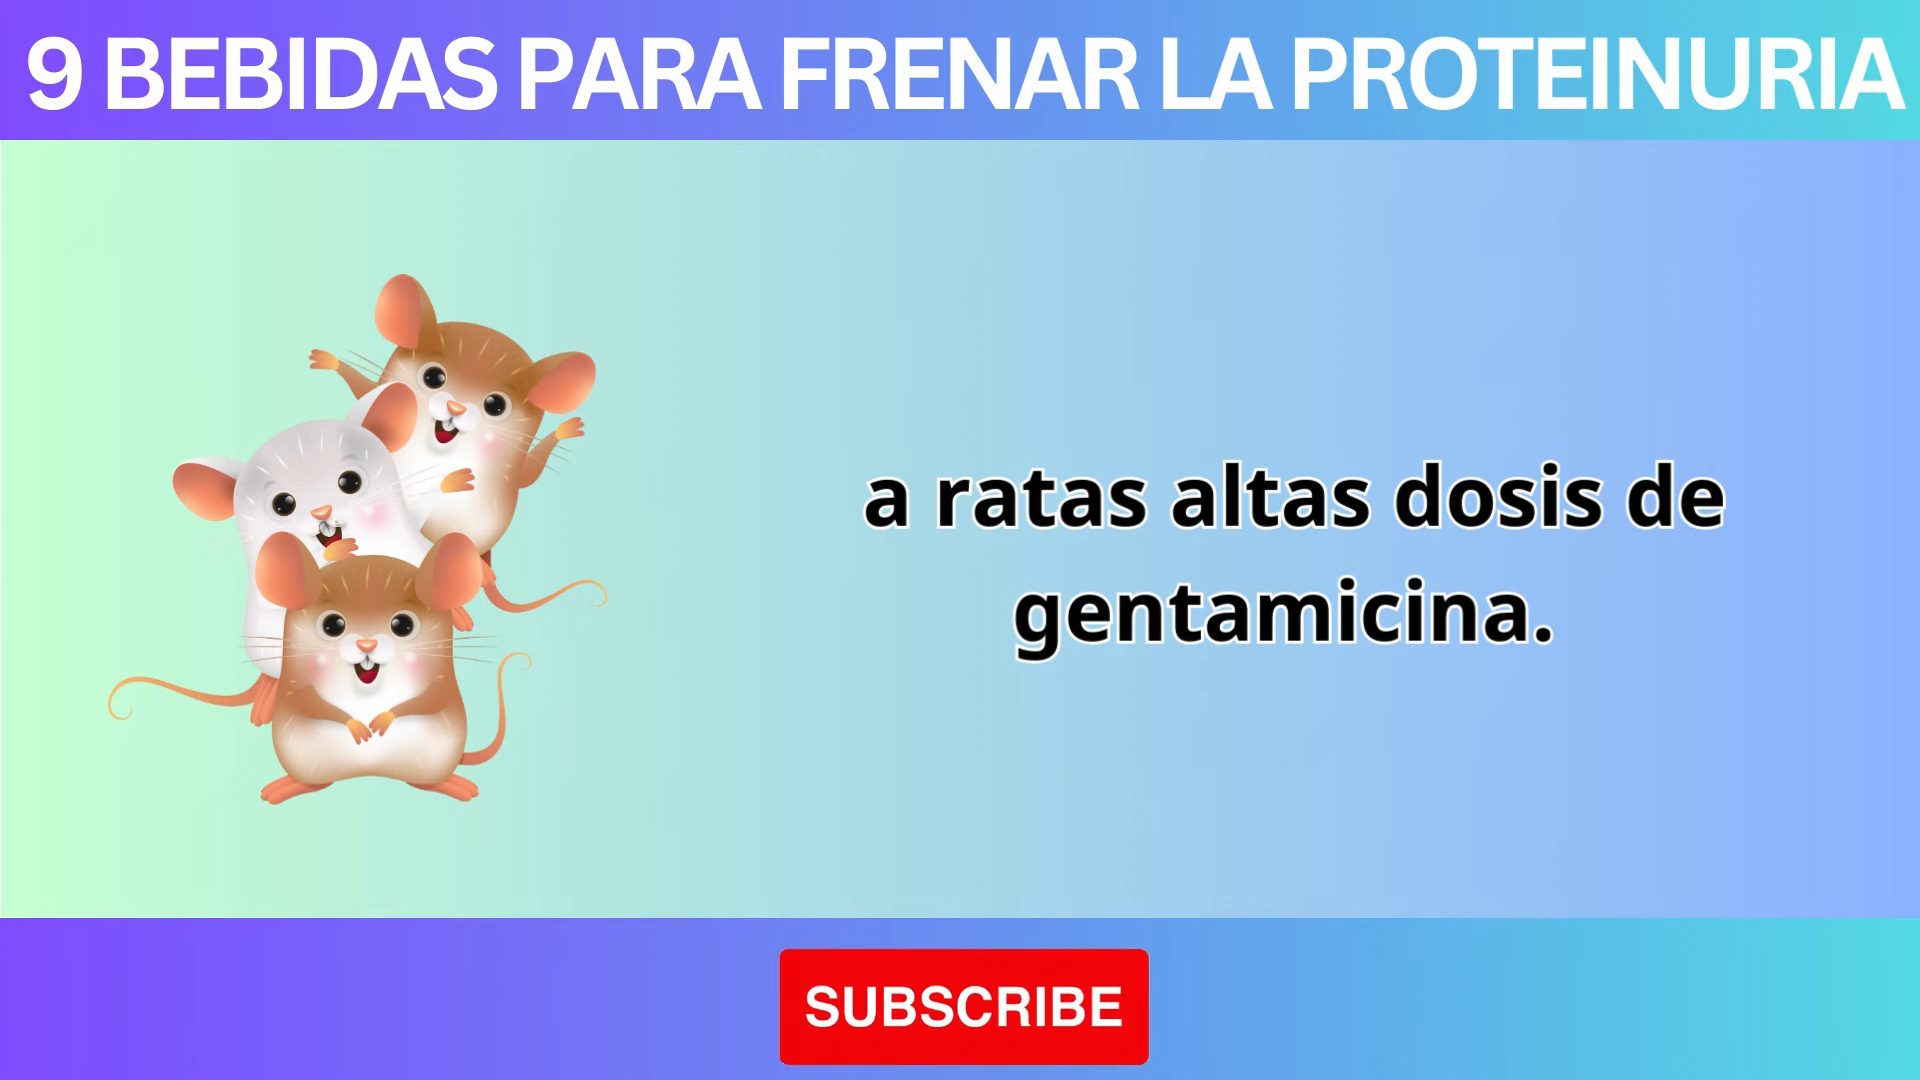 9 BEBIDAS PARA FRENAR LA PROTEINURIA
a ratas altas dosis de
gentamicina.
SUBSCRIBE